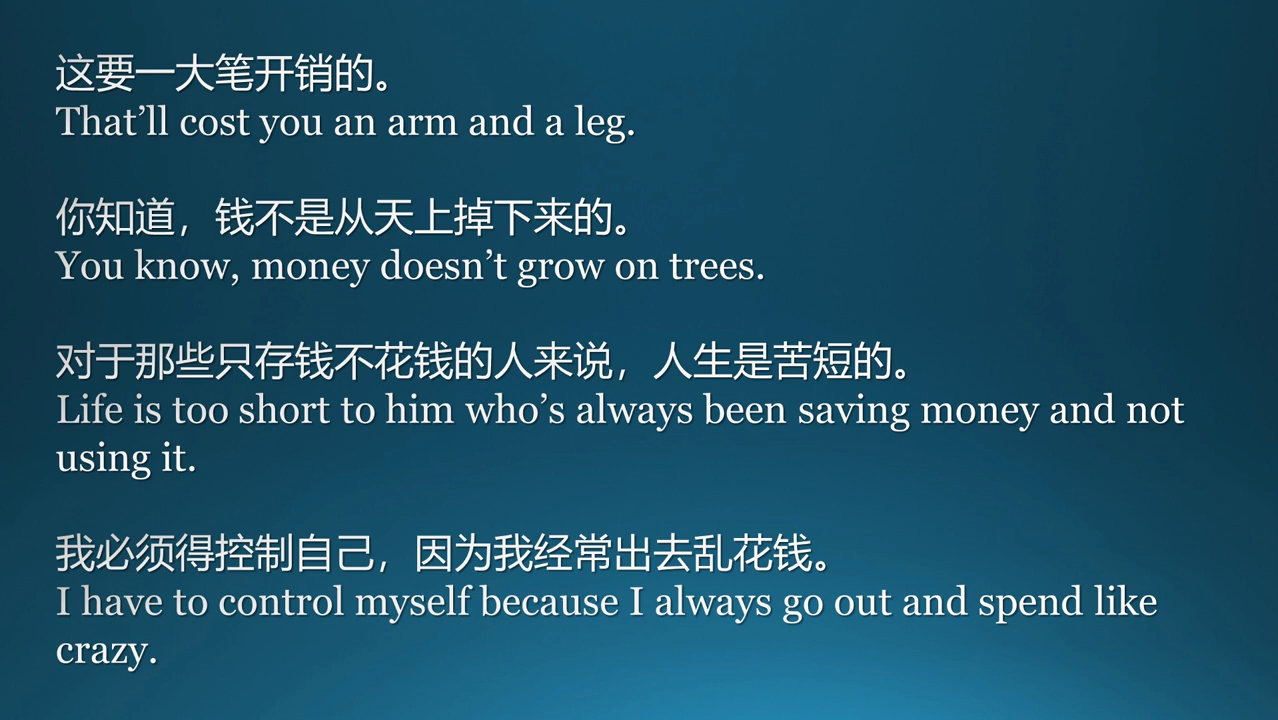 这要一大笔开销的。
That’ll cost you an arm and a leg.
你知道，钱不是从天上掉下来的。
You know, money doesn’t grow on trees.
对于那些只存钱不花钱的人来说，人生是苦短的。
Life is too short to him who’s always been saving money and not
using it.
我必须得控制自己，因为我经常出去乱花钱。
I have to control myself because I always go out and spend like
crazy.